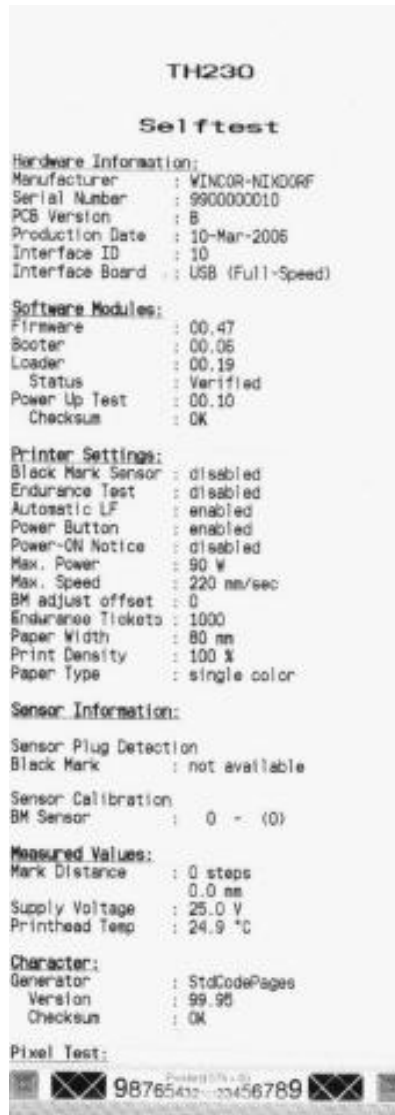 TH230
Selftest
Hardware Information:
Manufacturer : WINCOR-NIXDORF
Serial Number : 9900000010
PCB Version : B
Production Date : 10-Mar-2006
Interface ID : 10
Interface Board : USB (Full-Speed)
Software Modules:
Firmware : 00.47
Booter : 00.06
Loader : 00.19
Status : Verified
Power Up Test : 00.10
Checksum : OK
Printer Settings:
Black Mark Sensor : disabled
Endurance Test : disabled
Automatic LF : enabled
Power Button : enabled
Power-ON Notice : disabled
Max. Power : 90 W
Max. Speed : 220 mm/sec
BM adjust offset : 0
Endurance Tickets : 1000
Paper Width : 80 mm
Print Density : 100 %
Paper Type : single color
Sensor Information:
Sensor Plug Detection
Black Mark : not available
Sensor Calibration
BM Sensor : 0 - (0)
Measured Values:
Mark Distance : 0 steps
0.0 mm
Supply Voltage : 25.0 V
Printhead Temp : 24.9 °C
Character:
Generator : StdCodePages
Version : 99.95
Checksum : OK
Pixel Test:
98765432 23456789